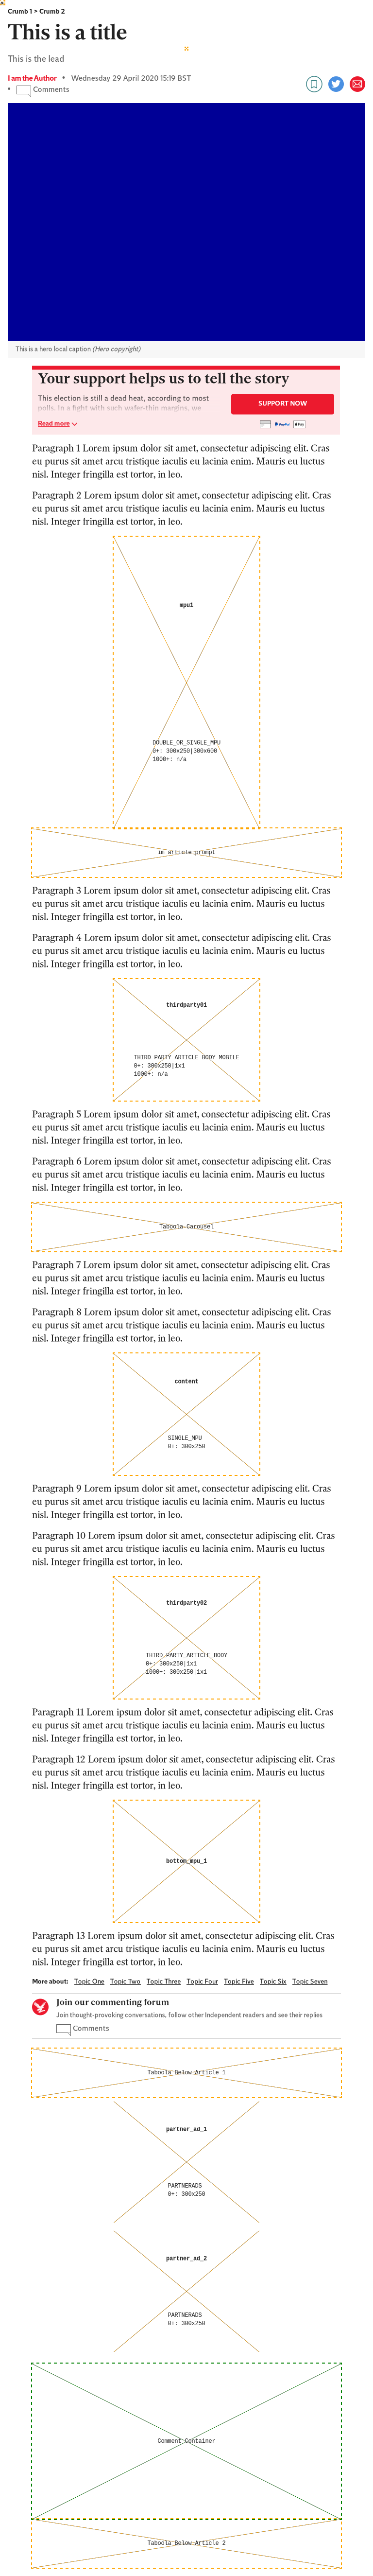 Crumb 1 > Crumb 2
This is a title
This is the lead
I am the Author • Wednesday 29 April 2020 15:19 BST
• Comments
This is a hero local caption (Hero copyright)
Your support helps us to tell the story
This election is still a dead heat, according to most
polls. In a fight with such wafer-thin margins, we
SUPPORT NOW
Read more
PayPal
Pay
Paragraph 1 Lorem ipsum dolor sit amet, consectetur adipiscing elit. Cras
eu purus sit amet arcu tristique iaculis eu lacinia enim. Mauris eu luctus
nisl. Integer fringilla est tortor, in leo.
Paragraph 2 Lorem ipsum dolor sit amet, consectetur adipiscing elit. Cras
eu purus sit amet arcu tristique iaculis eu lacinia enim. Mauris eu luctus
nisl. Integer fringilla est tortor, in leo.
mpu1
DOUBLE_OR_SINGLE_MPU
0+: 300x250|300x600
1000+: n/a
im article prompt
Paragraph 3 Lorem ipsum dolor sit amet, consectetur adipiscing elit. Cras
eu purus sit amet arcu tristique iaculis eu lacinia enim. Mauris eu luctus
nisl. Integer fringilla est tortor, in leo.
Paragraph 4 Lorem ipsum dolor sit amet, consectetur adipiscing elit. Cras
eu purus sit amet arcu tristique iaculis eu lacinia enim. Mauris eu luctus
nisl. Integer fringilla est tortor, in leo.
thirdparty01
THIRD_PARTY_ARTICLE_BODY_MOBILE
0+: 300x250|1x1
1000+: n/a
Paragraph 5 Lorem ipsum dolor sit amet, consectetur adipiscing elit. Cras
eu purus sit amet arcu tristique iaculis eu lacinia enim. Mauris eu luctus
nisl. Integer fringilla est tortor, in leo.
Paragraph 6 Lorem ipsum dolor sit amet, consectetur adipiscing elit. Cras
eu purus sit amet arcu tristique iaculis eu lacinia enim. Mauris eu luctus
nisl. Integer fringilla est tortor, in leo.
Taboola Carousel
Paragraph 7 Lorem ipsum dolor sit amet, consectetur adipiscing elit. Cras
eu purus sit amet arcu tristique iaculis eu lacinia enim. Mauris eu luctus
nisl. Integer fringilla est tortor, in leo.
Paragraph 8 Lorem ipsum dolor sit amet, consectetur adipiscing elit. Cras
eu purus sit amet arcu tristique iaculis eu lacinia enim. Mauris eu luctus
nisl. Integer fringilla est tortor, in leo.
content
SINGLE_MPU
0+: 300x250
Paragraph 9 Lorem ipsum dolor sit amet, consectetur adipiscing elit. Cras
eu purus sit amet arcu tristique iaculis eu lacinia enim. Mauris eu luctus
nisl. Integer fringilla est tortor, in leo.
Paragraph 10 Lorem ipsum dolor sit amet, consectetur adipiscing elit. Cras
eu purus sit amet arcu tristique iaculis eu lacinia enim. Mauris eu luctus
nisl. Integer fringilla est tortor, in leo.
thirdparty02
THIRD_PARTY_ARTICLE_BODY
0+: 300x250|1x1
1000+: 300x250|1x1
Paragraph 11 Lorem ipsum dolor sit amet, consectetur adipiscing elit. Cras
eu purus sit amet arcu tristique iaculis eu lacinia enim. Mauris eu luctus
nisl. Integer fringilla est tortor, in leo.
Paragraph 12 Lorem ipsum dolor sit amet, consectetur adipiscing elit. Cras
eu purus sit amet arcu tristique iaculis eu lacinia enim. Mauris eu luctus
nisl. Integer fringilla est tortor, in leo.
bottom_mpu_1
Paragraph 13 Lorem ipsum dolor sit amet, consectetur adipiscing elit. Cras
eu purus sit amet arcu tristique iaculis eu lacinia enim. Mauris eu luctus
nisl. Integer fringilla est tortor, in leo.
More about: Topic One Topic Two Topic Three Topic Four Topic Five Topic Six Topic Seven
Join our commenting forum
Join thought-provoking conversations, follow other Independent readers and see their replies
Comments
Taboola Below Article 1
partner_ad_1
PARTNERADS
0+: 300x250
partner_ad_2
PARTNERADS
0+: 300x250
Comment Container
Taboola Below Article 2